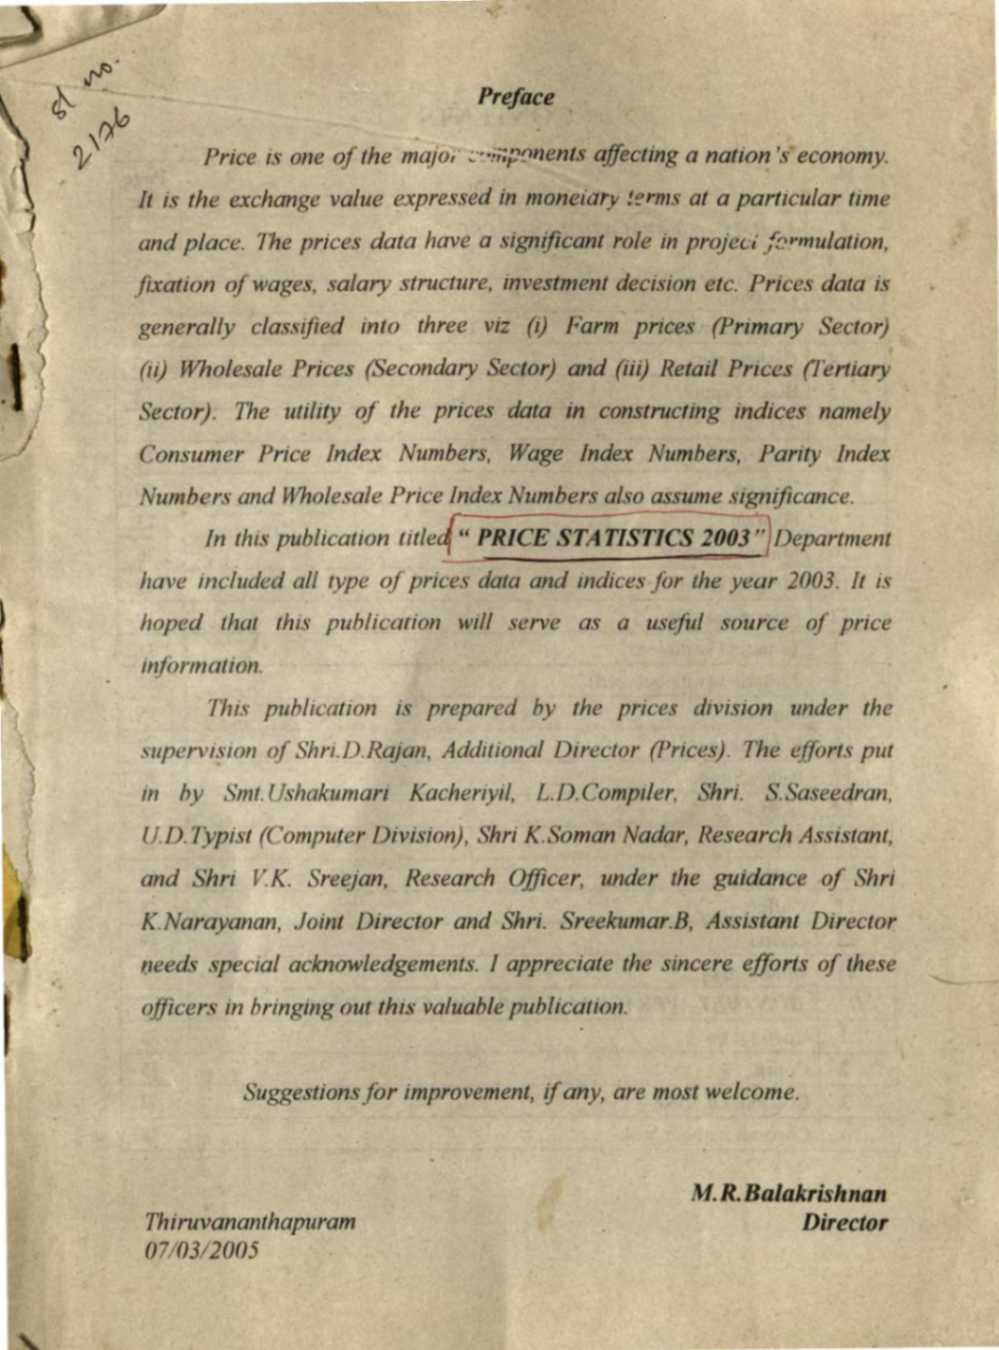 Sl no.
2176
Preface
Price is one of the major components affecting a nation's economy.
It is the exchange value expressed in monetary terms at a particular time
and place. The prices data have a significant role in project formulation,
fixation of wages, salary structure, investment decision etc. Prices data is
generally classified into three viz (i) Farm prices (Primary Sector)
(ii) Wholesale Prices (Secondary Sector) and (iii) Retail Prices (Tertiary
Sector). The utility of the prices data in constructing indices namely
Consumer Price Index Numbers, Wage Index Numbers, Parity Index
Numbers and Wholesale Price Index Numbers also assume significance.
In this publication titled “ PRICE STATISTICS 2003” Department
have included all type of prices data and indices for the year 2003. It is
hoped that this publication will serve as a useful source of price
information.
This publication is prepared by the prices division under the
supervision of Shri.D.Rajan, Additional Director (Prices). The efforts put
in by Smt.Ushakumari Kacheriyil, L.D.Compiler, Shri. S.Saseedran,
U.D.Typist (Computer Division), Shri K.Soman Nadar, Research Assistant,
and Shri V.K. Sreejan, Research Officer, under the guidance of Shri
K.Narayanan, Joint Director and Shri. Sreekumar.B, Assistant Director
needs special acknowledgements. I appreciate the sincere efforts of these
officers in bringing out this valuable publication.
Suggestions for improvement, if any, are most welcome.
M.R.Balakrishnan
Director
Thiruvananthapuram
07/03/2005